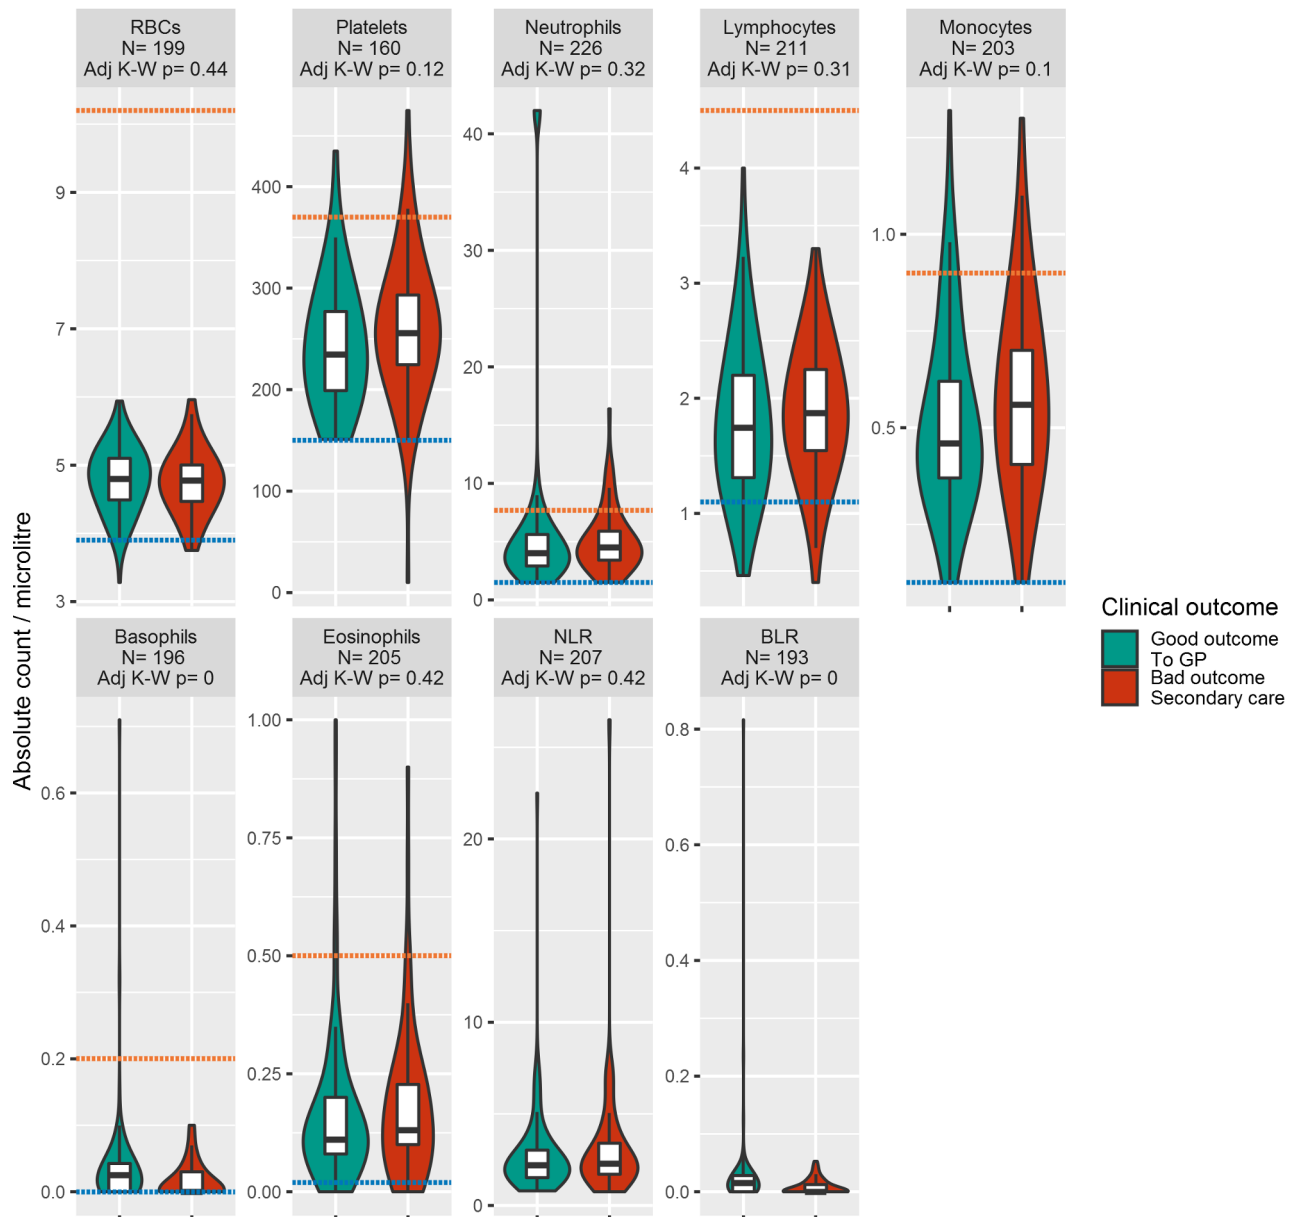 RBCs
N= 199
Adj K-W p= 0.44
Platelets
N= 160
Adj K-W p= 0.12
Neutrophils
N= 226
Adj K-W p= 0.32
Lymphocytes
N= 211
Adj K-W p= 0.31
Monocytes
N= 203
Adj K-W p= 0.1
9
7
5
3
400
300
200
100
0
40
30
20
10
0
4
3
2
1
1.0
0.5
Absolute count / microlitre
Basophils
N= 196
Adj K-W p= 0
Eosinophils
N= 205
Adj K-W p= 0.42
NLR
N= 207
Adj K-W p= 0.42
BLR
N= 193
Adj K-W p= 0
0.6
0.4
0.2
0.0
1.00
0.75
0.50
0.25
0.00
20
10
0
0.8
0.6
0.4
0.2
0.0
Clinical outcome
Good outcome
To GP
Bad outcome
Secondary care